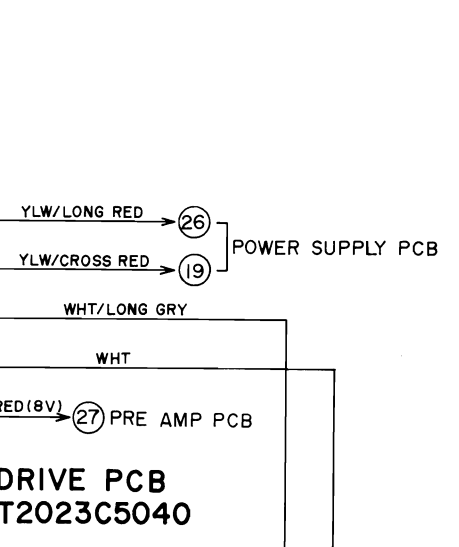 YLW/LONG RED
26
POWER SUPPLY PCB
YLW/CROSS RED
19
WHT/LONG GRY
WHT
RED(8V)
27 PRE AMP PCB
DRIVE PCB
T2023C5040